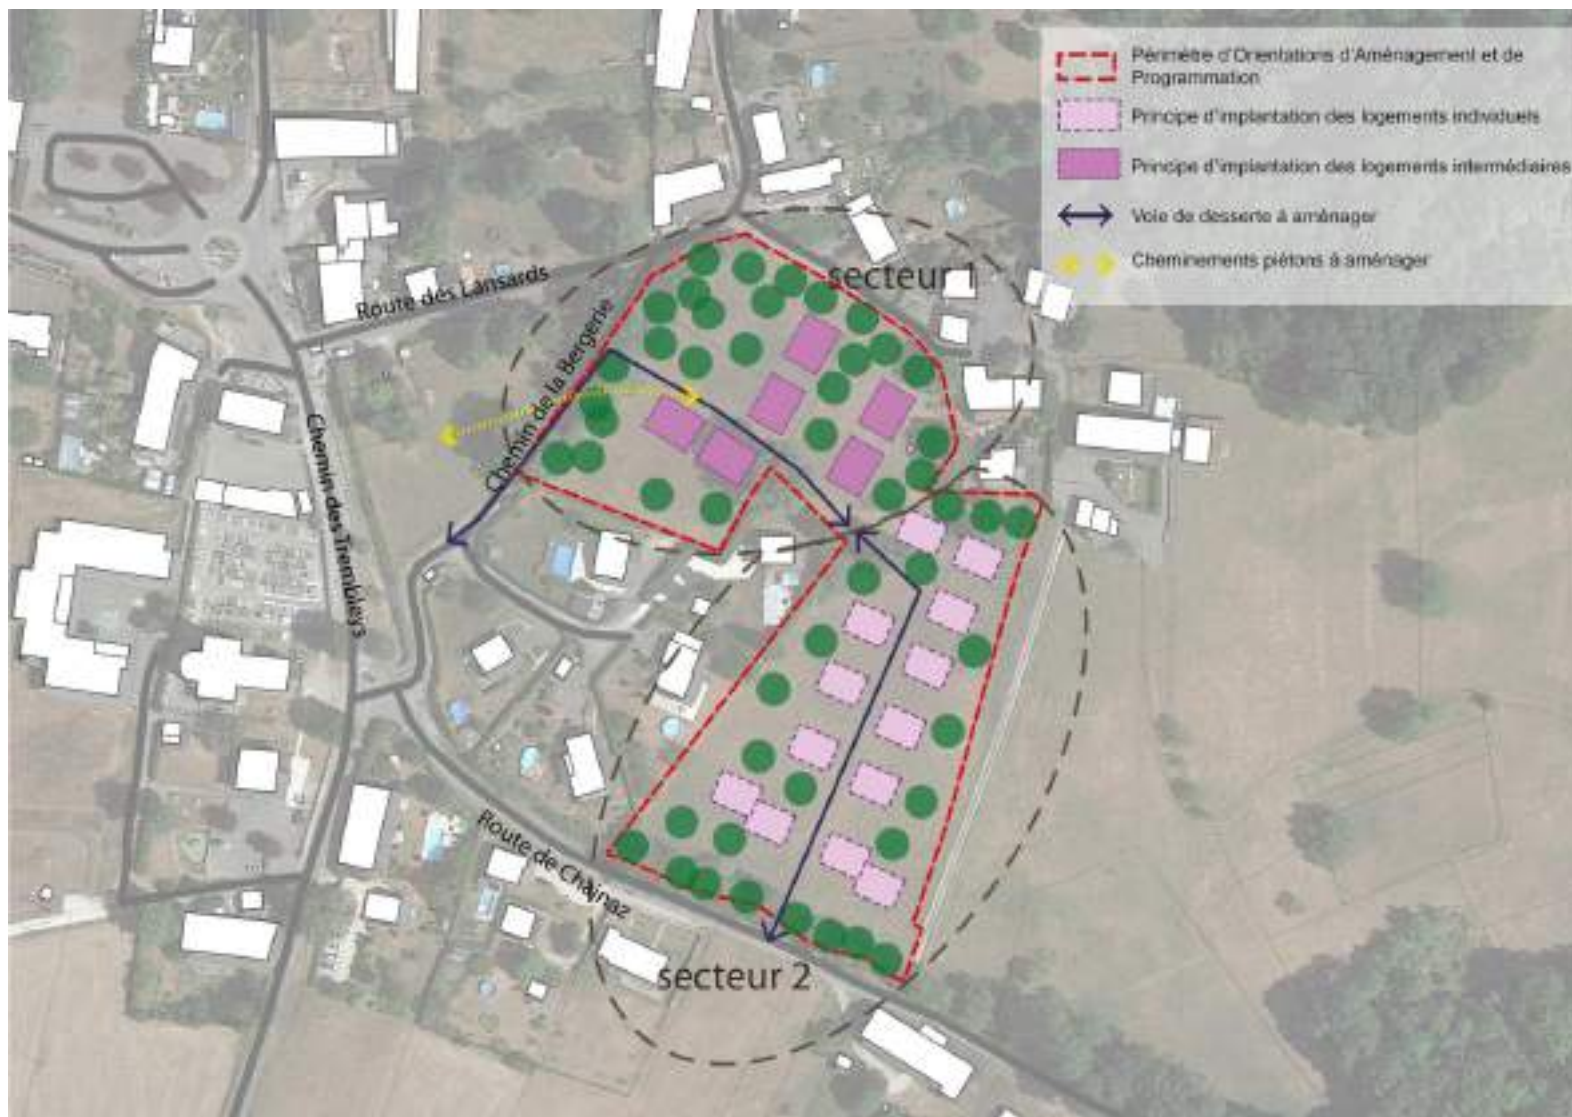 Périmètre d'Orientations d'Aménagement et de
Programmation
Principe d'implantation des logements individuels
Principe d'implantation des logements intermédiaires
Voie de desserte à aménager
Cheminements piétons à aménager
secteur 1
Route des Lansards
Chemin de la Bergerie
Chemin des Trembleys
Route de Chainaz
secteur 2